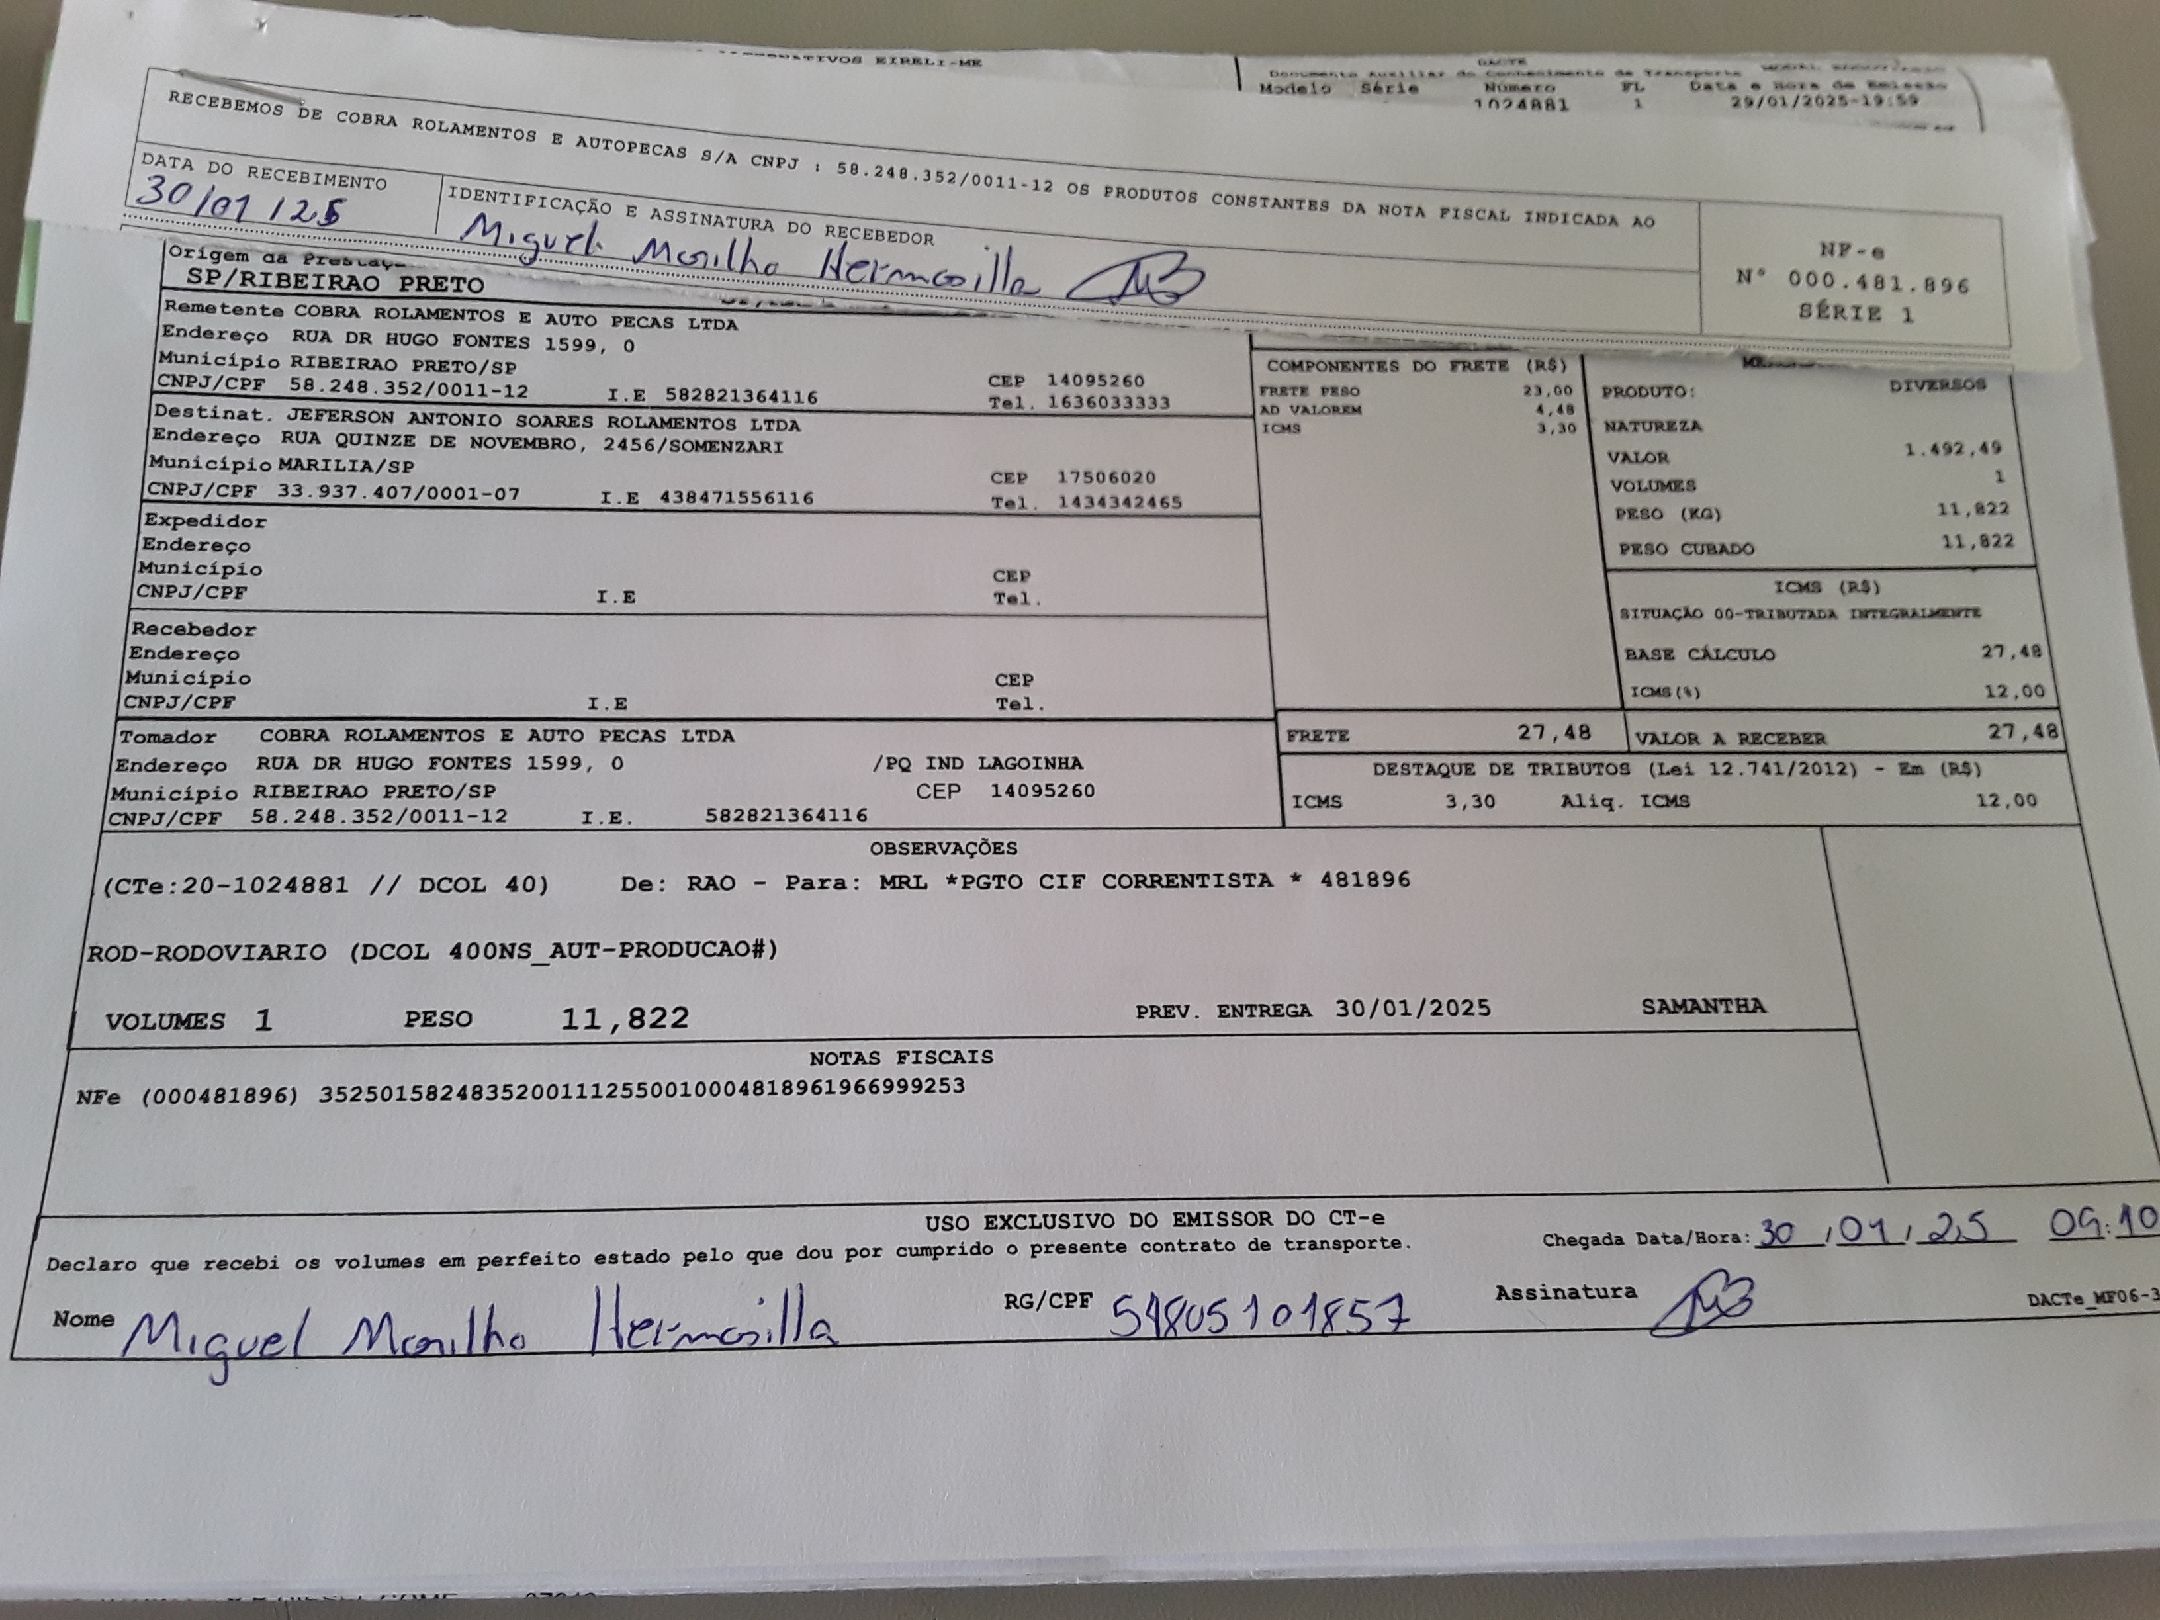 EIRELI-ME
DACTE
Documento Auxiliar do Conhecimento de Transporte
Modelo Série Número FL Data e Hora de Emissão
1024881 1 29/01/2025-19:59
RECEBEMOS DE COBRA ROLAMENTOS E AUTOPECAS S/A CNPJ : 58.248.352/0011-12 OS PRODUTOS CONSTANTES DA NOTA FISCAL INDICADA AO
DATA DO RECEBIMENTO
30/01/25
IDENTIFICAÇÃO E ASSINATURA DO RECEBEDOR
Miguel Morilho Hermosilla
NF-e
N° 000.481.896
SÉRIE 1
Origem da
SP/RIBEIRAO PRETO
Remetente COBRA ROLAMENTOS E AUTO PECAS LTDA
Endereço RUA DR HUGO FONTES 1599, 0
Município RIBEIRAO PRETO/SP CEP 14095260
CNPJ/CPF 58.248.352/0011-12 I.E 582821364116 Tel. 1636033333
Destinat. JEFERSON ANTONIO SOARES ROLAMENTOS LTDA
Endereço RUA QUINZE DE NOVEMBRO, 2456/SOMENZARI
Município MARILIA/SP CEP 17506020
CNPJ/CPF 33.937.407/0001-07 I.E 438471556116 Tel. 1434342465
Expedidor
Endereço
Município CEP
CNPJ/CPF I.E Tel.
Recebedor
Endereço
Município CEP
CNPJ/CPF I.E Tel.
Tomador COBRA ROLAMENTOS E AUTO PECAS LTDA
Endereço RUA DR HUGO FONTES 1599, 0 /PQ IND LAGOINHA
Município RIBEIRAO PRETO/SP CEP 14095260
CNPJ/CPF 58.248.352/0011-12 I.E. 582821364116
COMPONENTES DO FRETE (R$)
FRETE PESO 23,00
AD VALOREM 4,48
ICMS 3,30
PRODUTO: DIVERSOS
NATUREZA
VALOR 1.492,49
VOLUMES 1
PESO (KG) 11,822
PESO CUBADO 11,822
ICMS (R$)
SITUAÇÃO 00-TRIBUTADA INTEGRALMENTE
BASE CÁLCULO 27,48
ICMS(%) 12,00
FRETE 27,48 VALOR A RECEBER 27,48
DESTAQUE DE TRIBUTOS (Lei 12.741/2012) - Em (R$)
ICMS 3,30 Aliq. ICMS 12,00
OBSERVAÇÕES
(CTe:20-1024881 // DCOL 40) De: RAO - Para: MRL *PGTO CIF CORRENTISTA * 481896
ROD-RODOVIARIO (DCOL 400NS_AUT-PRODUCAO#)
VOLUMES 1 PESO 11,822 PREV. ENTREGA 30/01/2025 SAMANTHA
NOTAS FISCAIS
NFe (000481896) 35250158248352001112550010004818961966999253
USO EXCLUSIVO DO EMISSOR DO CT-e
Declaro que recebi os volumes em perfeito estado pelo que dou por cumprido o presente contrato de transporte.
Chegada Data/Hora: 30/01/25 09:10
Nome Miguel Morilho Hermosilla RG/CPF 51805101857 Assinatura
DACTe_MF06-3